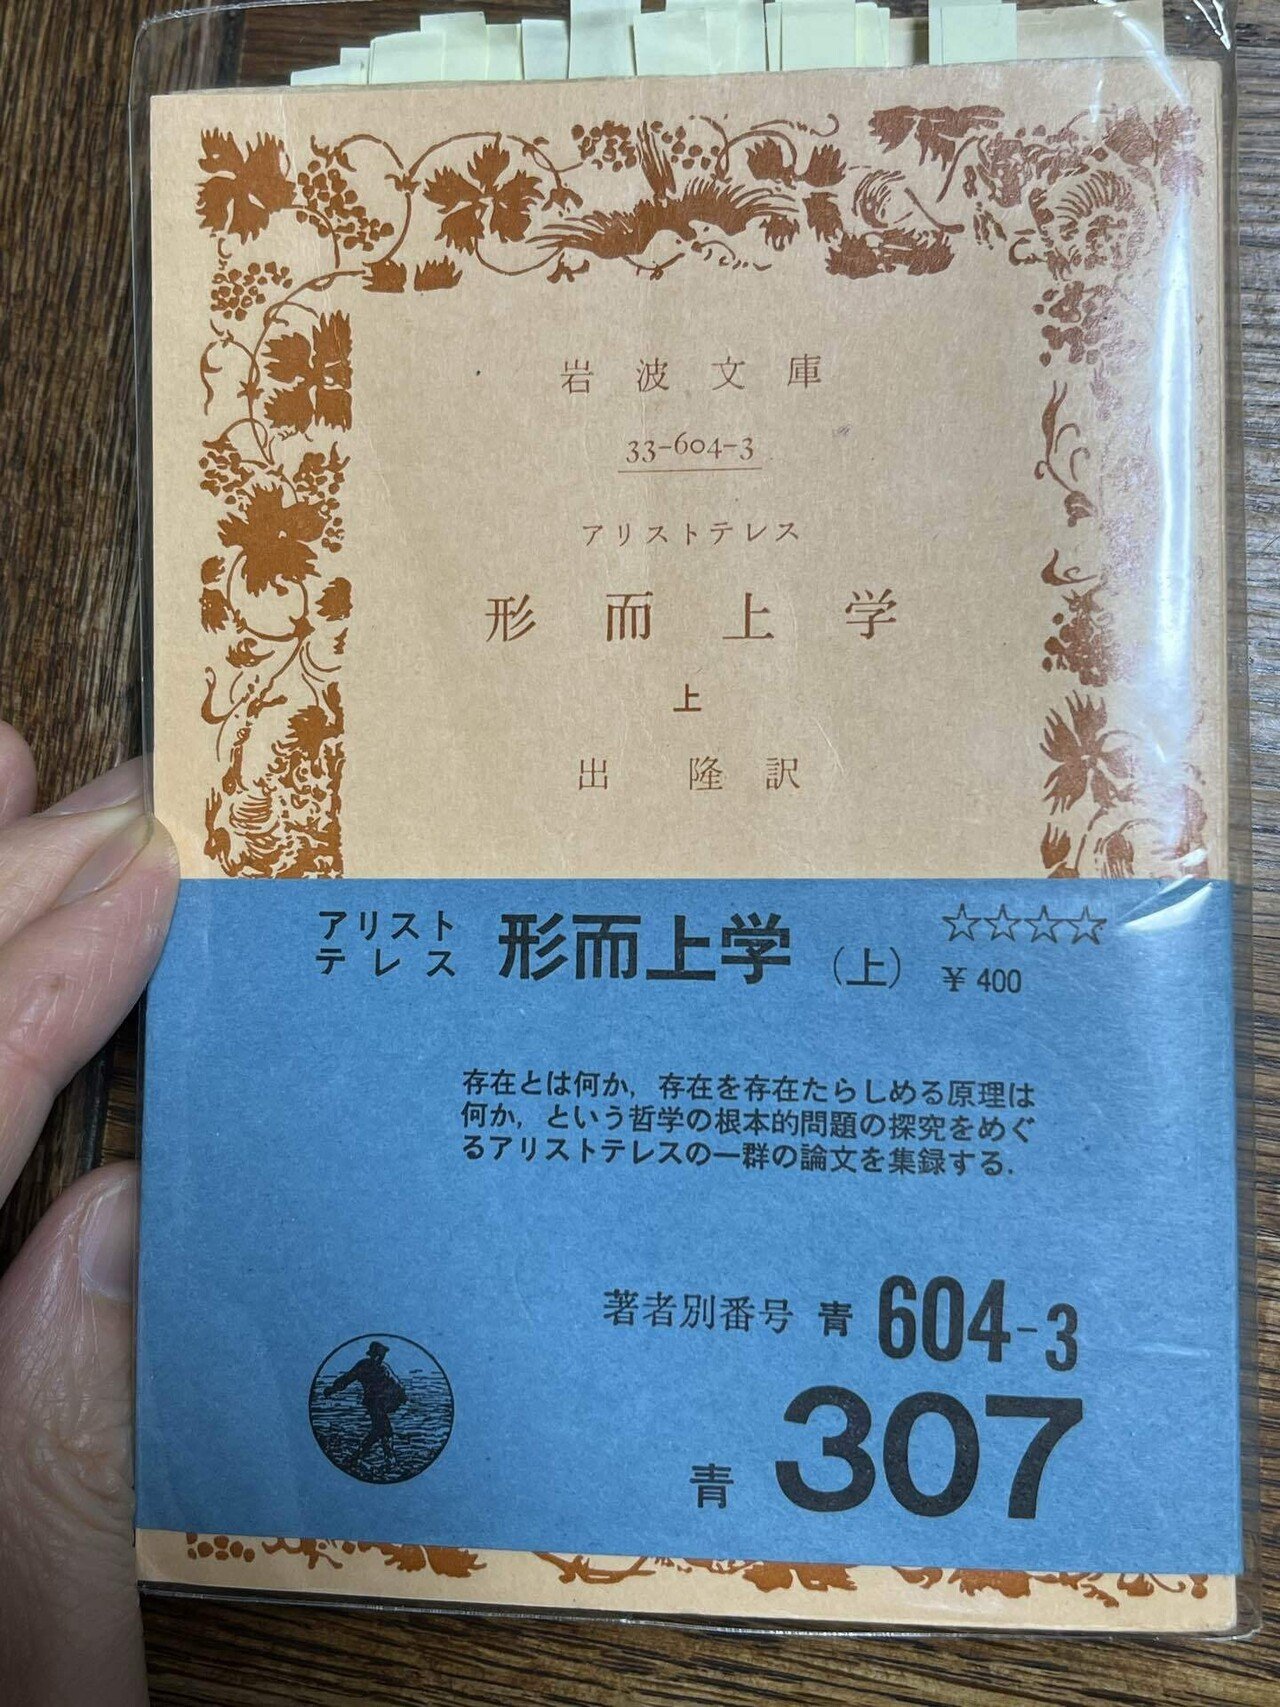 岩波文庫
33-604-3
アリストテレス
形而上学
上
出 隆訳
アリスト
テレス
形而上学 (上)
☆☆☆☆
¥400
存在とは何か，存在を存在たらしめる原理は
何か，という哲学の根本的問題の探究をめぐ
るアリストテレスの一群の論文を集録する．
著者別番号 青 604-3
青 307